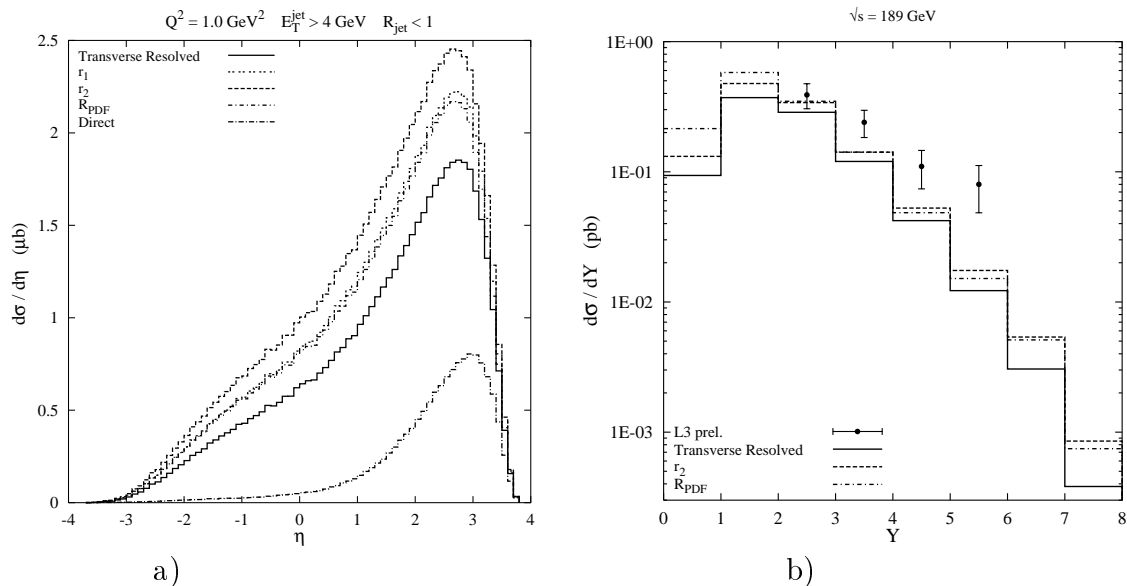 Q² = 1.0 GeV² E_T^jet > 4 GeV R_jet < 1
2.5
2
1.5
1
0.5
0
dσ / dη (μb)
Transverse Resolved
r₁
r₂
R_PDF
Direct
-4 -3 -2 -1 0 1 2 3 4
η
a)
√s = 189 GeV
1E+00
1E-01
1E-02
1E-03
dσ / dY (pb)
L3 prel.
Transverse Resolved
r₂
R_PDF
0 1 2 3 4 5 6 7 8
Y
b)